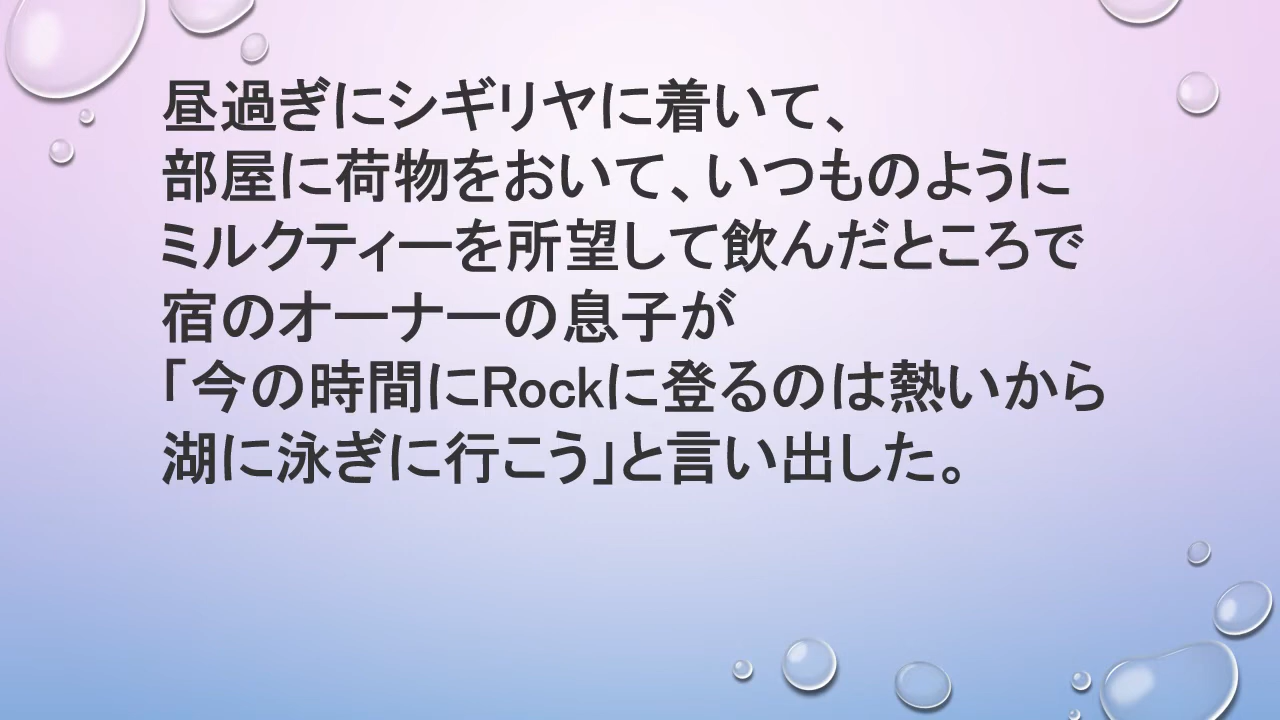 昼過ぎにシギリヤに着いて、
部屋に荷物をおいて、いつものように
ミルクティーを所望して飲んだところで
宿のオーナーの息子が
「今の時間にRockに登るのは熱いから
湖に泳ぎに行こう」と言い出した。